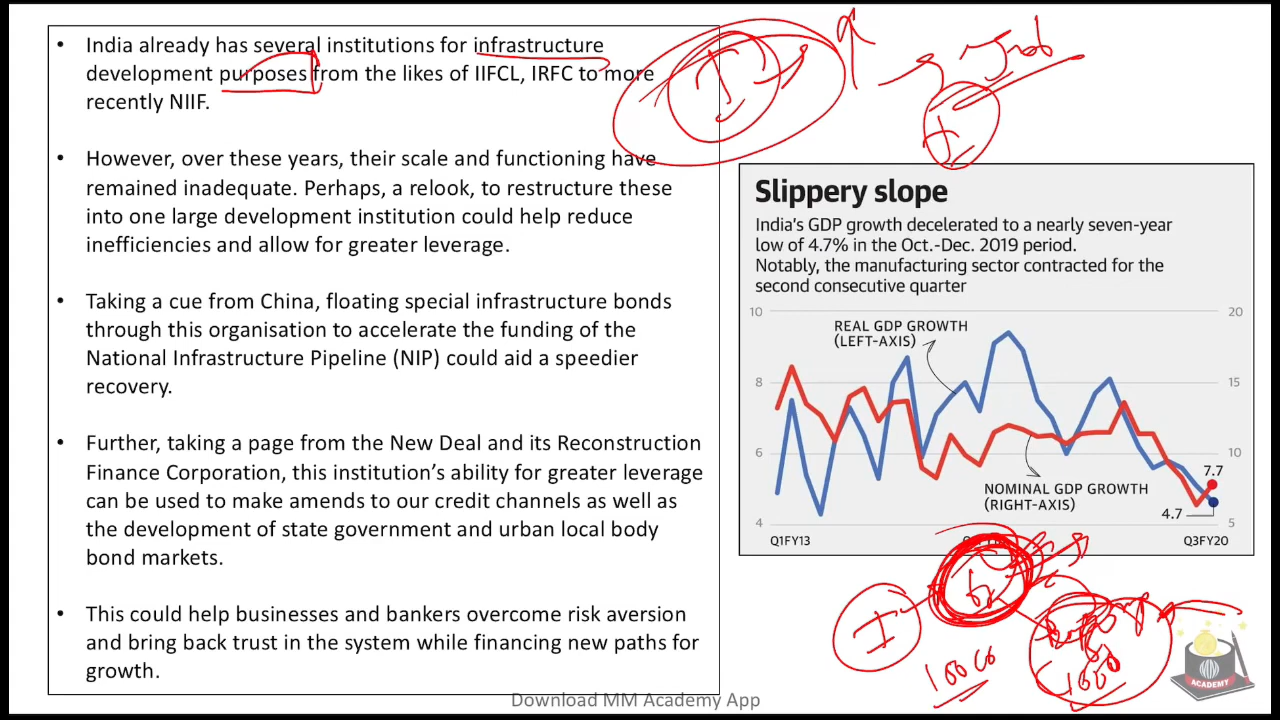 • India already has several institutions for infrastructure
development purposes from the likes of IIFCL, IRFC to more
recently NIIF.
• However, over these years, their scale and functioning have
remained inadequate. Perhaps, a relook, to restructure these
into one large development institution could help reduce
inefficiencies and allow for greater leverage.
• Taking a cue from China, floating special infrastructure bonds
through this organisation to accelerate the funding of the
National Infrastructure Pipeline (NIP) could aid a speedier
recovery.
• Further, taking a page from the New Deal and its Reconstruction
Finance Corporation, this institution’s ability for greater leverage
can be used to make amends to our credit channels as well as
the development of state government and urban local body
bond markets.
• This could help businesses and bankers overcome risk aversion
and bring back trust in the system while financing new paths for
growth.
I
I
Slippery slope
India's GDP growth decelerated to a nearly seven-year
low of 4.7% in the Oct.-Dec. 2019 period.
Notably, the manufacturing sector contracted for the
second consecutive quarter
10
20
REAL GDP GROWTH
(LEFT-AXIS)
8
15
6
10
7.7
NOMINAL GDP GROWTH
(RIGHT-AXIS)
4.7
4
5
Q1FY13
Q3FY20
I
1000
ACADEMY
Download MM Academy App